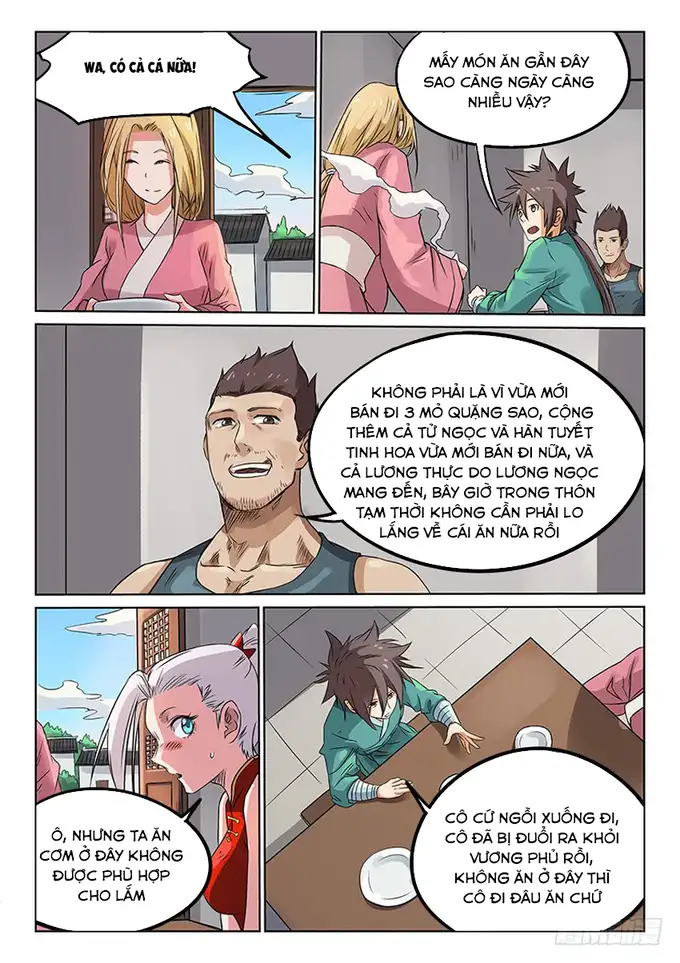 WA, CÓ CẢ CÁ NỮA!
MẤY MÓN ĂN GẦN ĐÂY
SAO CÀNG NGÀY CÀNG
NHIỀU VẬY?
KHÔNG PHẢI LÀ VÌ VỪA MỚI
BÁN ĐI 3 MỎ QUẶNG SAO, CỘNG
THÊM CẢ TỬ NGỌC VÀ HÀN TUYẾT
TINH HOA VỪA MỚI BÁN ĐI NỮA, VÀ
CẢ LƯƠNG THỰC DO LƯƠNG NGỌC
MANG ĐẾN, BÂY GIỜ TRONG THÔN
TẠM THỜI KHÔNG CẦN PHẢI LO
LẮNG VỀ CÁI ĂN NỮA RỒI
Ô, NHƯNG TA ĂN
CƠM Ở ĐÂY KHÔNG
ĐƯỢC PHÙ HỢP
CHO LẮM
CÔ CỨ NGỒI XUỐNG ĐI,
CÔ ĐÃ BỊ ĐUỔI RA KHỎI
VƯƠNG PHỦ RỒI,
KHÔNG ĂN Ở ĐÂY THÌ
CÔ ĐI ĐÂU ĂN CHỨ